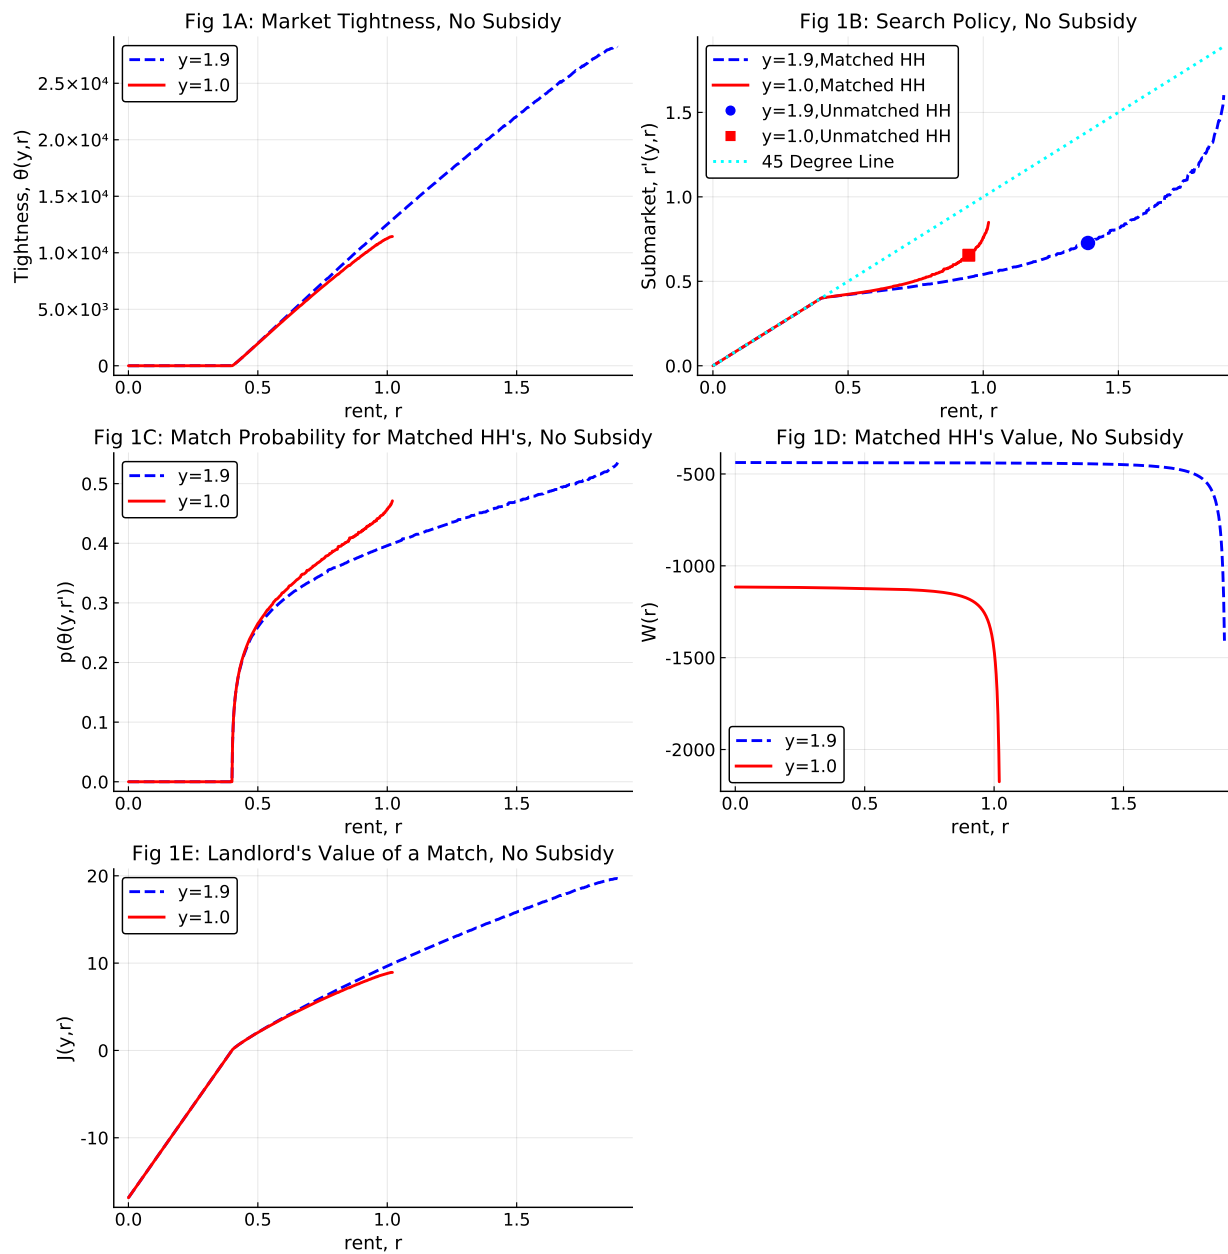 Fig 1A: Market Tightness, No Subsidy
y=1.9
y=1.0
2.5×10⁴
2.0×10⁴
1.5×10⁴
1.0×10⁴
5.0×10³
0
Tightness, θ(y,r)
0.0 0.5 1.0 1.5
rent, r
Fig 1B: Search Policy, No Subsidy
y=1.9,Matched HH
y=1.0,Matched HH
y=1.9,Unmatched HH
y=1.0,Unmatched HH
45 Degree Line
1.5
1.0
0.5
0.0
Submarket, r'(y,r)
0.0 0.5 1.0 1.5
rent, r
Fig 1C: Match Probability for Matched HH's, No Subsidy
y=1.9
y=1.0
0.5
0.4
0.3
0.2
0.1
0.0
p(θ(y,r'))
0.0 0.5 1.0 1.5
rent, r
Fig 1D: Matched HH's Value, No Subsidy
-500
-1000
-1500
-2000
W(r)
y=1.9
y=1.0
0.0 0.5 1.0 1.5
rent, r
Fig 1E: Landlord's Value of a Match, No Subsidy
y=1.9
y=1.0
20
10
0
-10
J(y,r)
0.0 0.5 1.0 1.5
rent, r